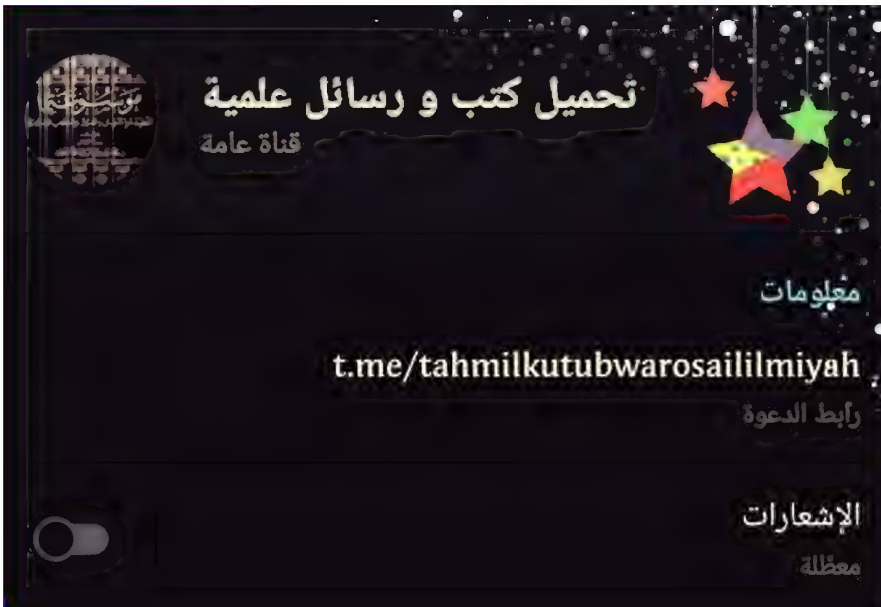 تحميل كتب و رسائل علمية
قناة عامة
معلومات
t.me/tahmilkutubwarosaililmiyah
رابط الدعوة
الإشعارات
معطلة